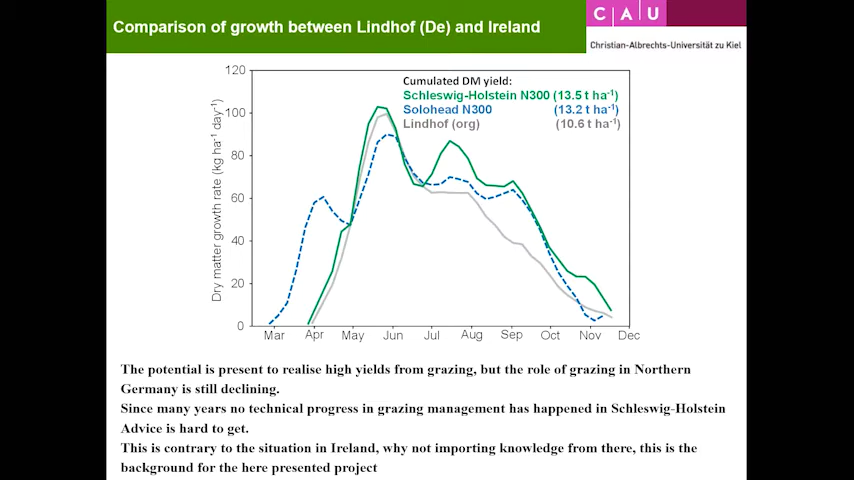 Comparison of growth between Lindhof (De) and Ireland
C A U
Christian-Albrechts-Universität zu Kiel
Cumulated DM yield:
Schleswig-Holstein N300 (13.5 t ha⁻¹)
Solohead N300 (13.2 t ha⁻¹)
Lindhof (org) (10.6 t ha⁻¹)
Dry matter growth rate (kg ha⁻¹ day⁻¹)
120
100
80
60
40
20
0
Mar Apr May Jun Jul Aug Sep Oct Nov Dec
The potential is present to realise high yields from grazing, but the role of grazing in Northern
Germany is still declining.
Since many years no technical progress in grazing management has happened in Schleswig-Holstein
Advice is hard to get.
This is contrary to the situation in Ireland, why not importing knowledge from there, this is the
background for the here presented project